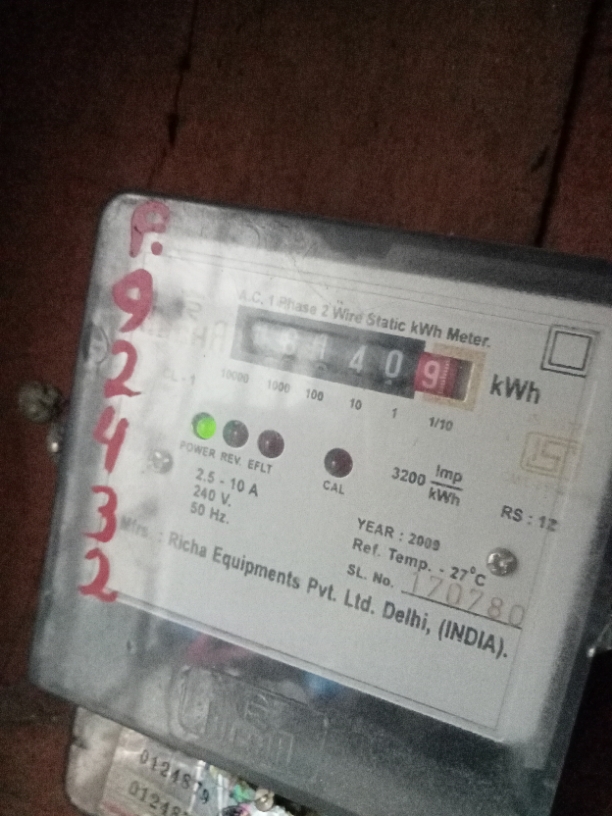 P.
9
2
4
3
2
A.C. 1-Phase 2 Wire Static kWh Meter.
1 4 0 9
kWh
10000 1000 100 10 1 1/10
POWER REV. EFLT
CAL
3200 Imp/kWh
2.5 - 10 A
240 V.
50 Hz.
RS : 12
YEAR : 2009
Ref. Temp. - 27°C
SL. No. 170780
Mfrs. : Richa Equipments Pvt. Ltd. Delhi, (INDIA).
0124879